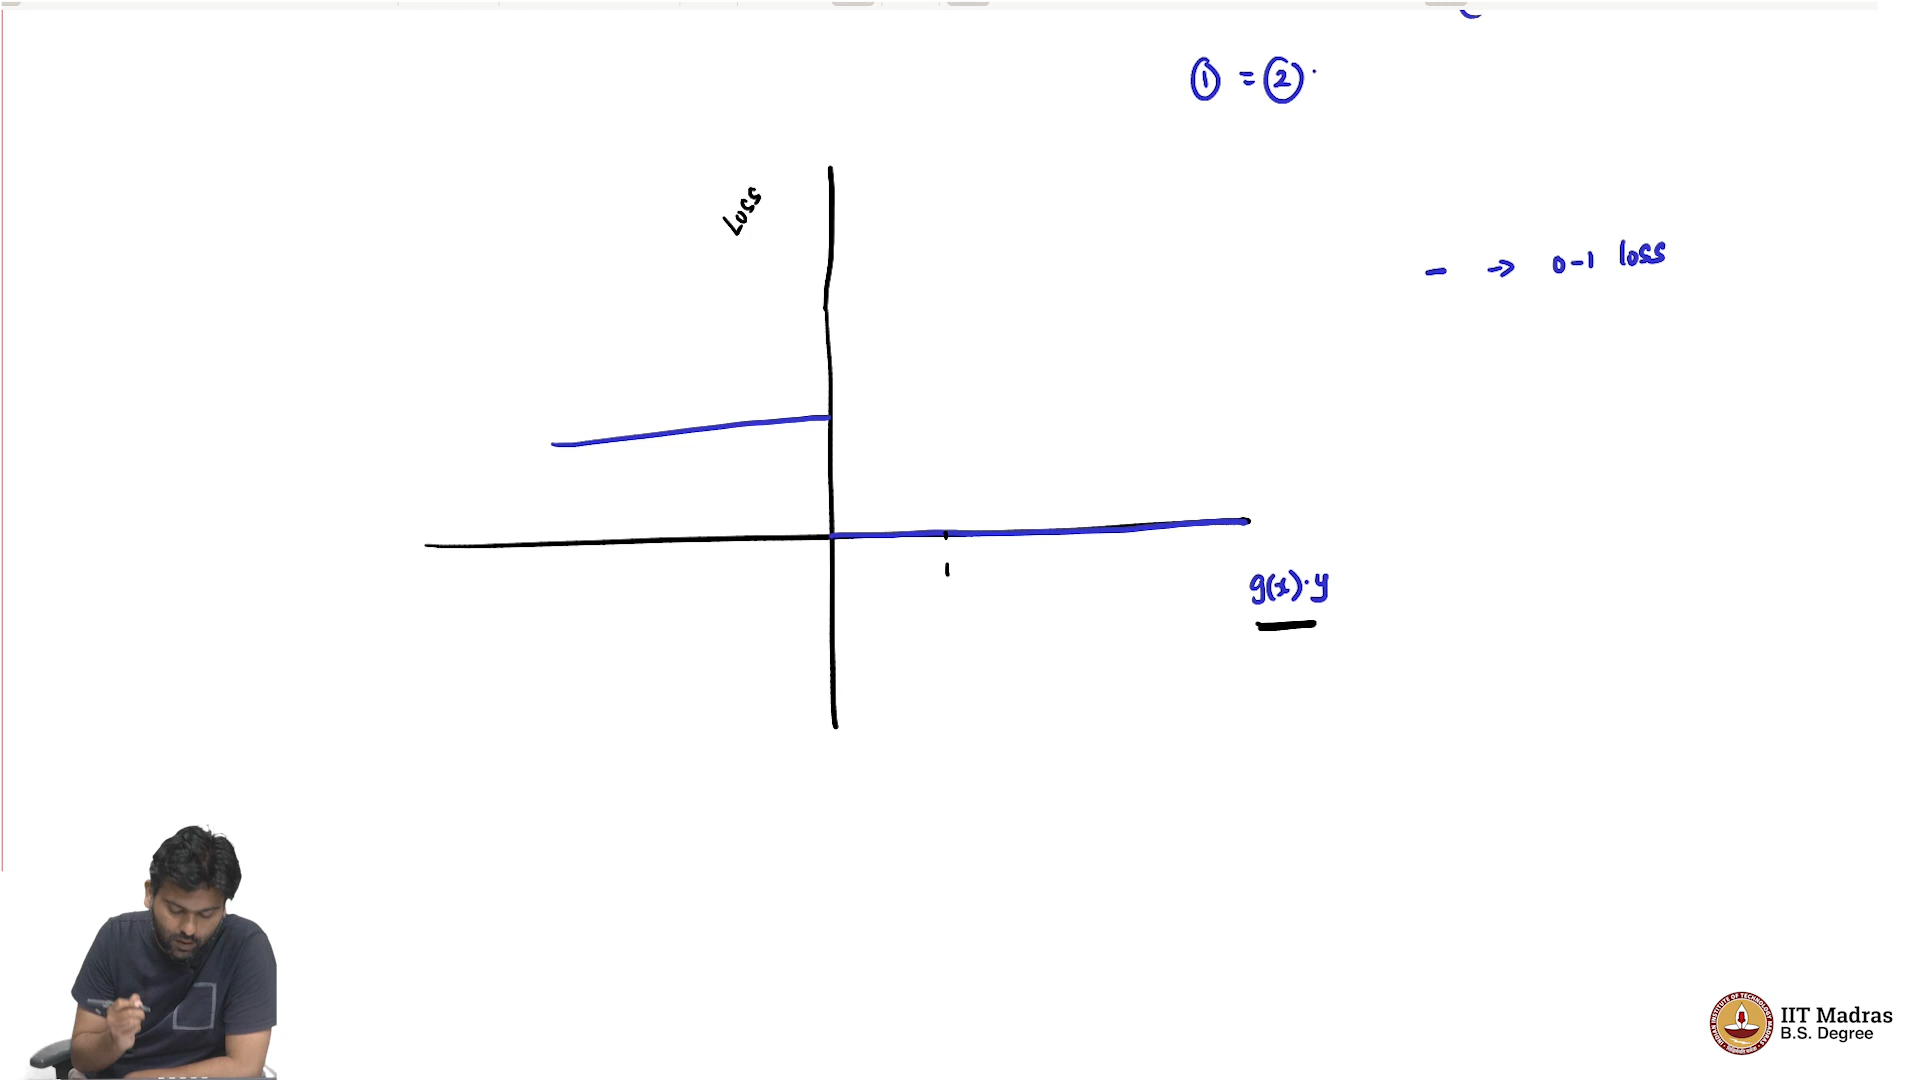 ① = ②.
Loss
– → 0-1 loss
1
g(x)·y
IIT Madras
B.S. Degree